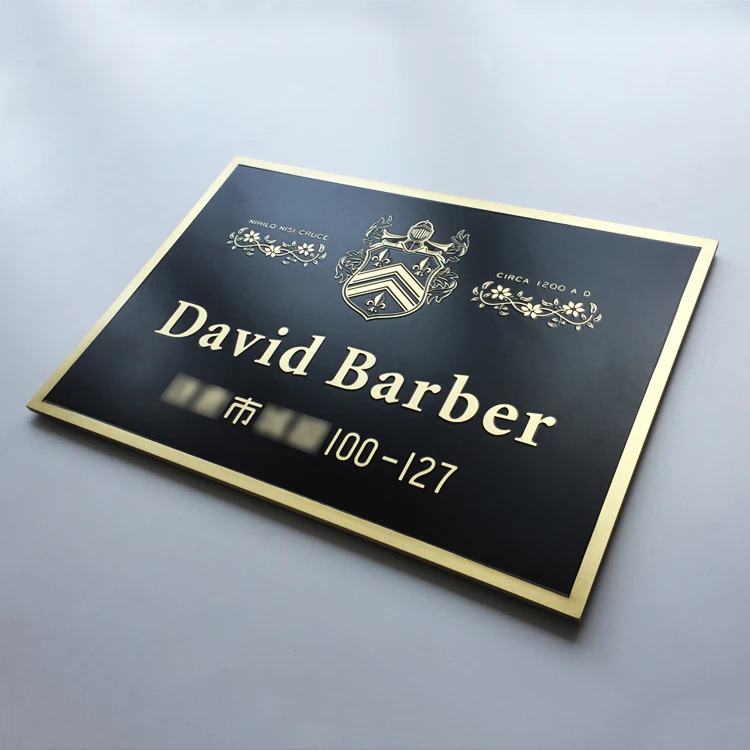 NIHILO NISI CRUCE
CIRCA 1200 A D
David Barber
市 100-127